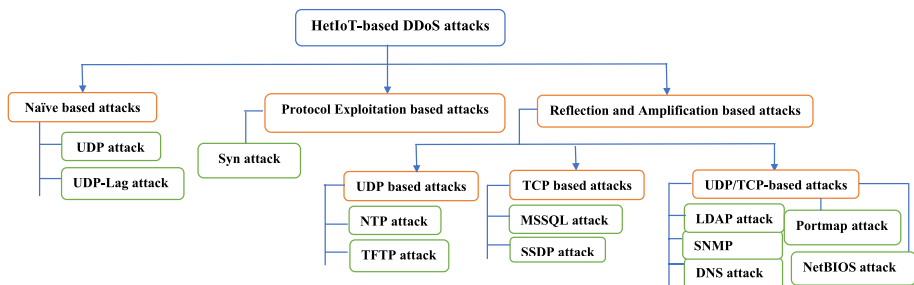 HetIoT-based DDoS attacks
Naïve based attacks
Protocol Exploitation based attacks
Reflection and Amplification based attacks
UDP attack
Syn attack
UDP-Lag attack
UDP based attacks
TCP based attacks
UDP/TCP-based attacks
NTP attack
MSSQL attack
LDAP attack
Portmap attack
TFTP attack
SSDP attack
SNMP
NetBIOS attack
DNS attack